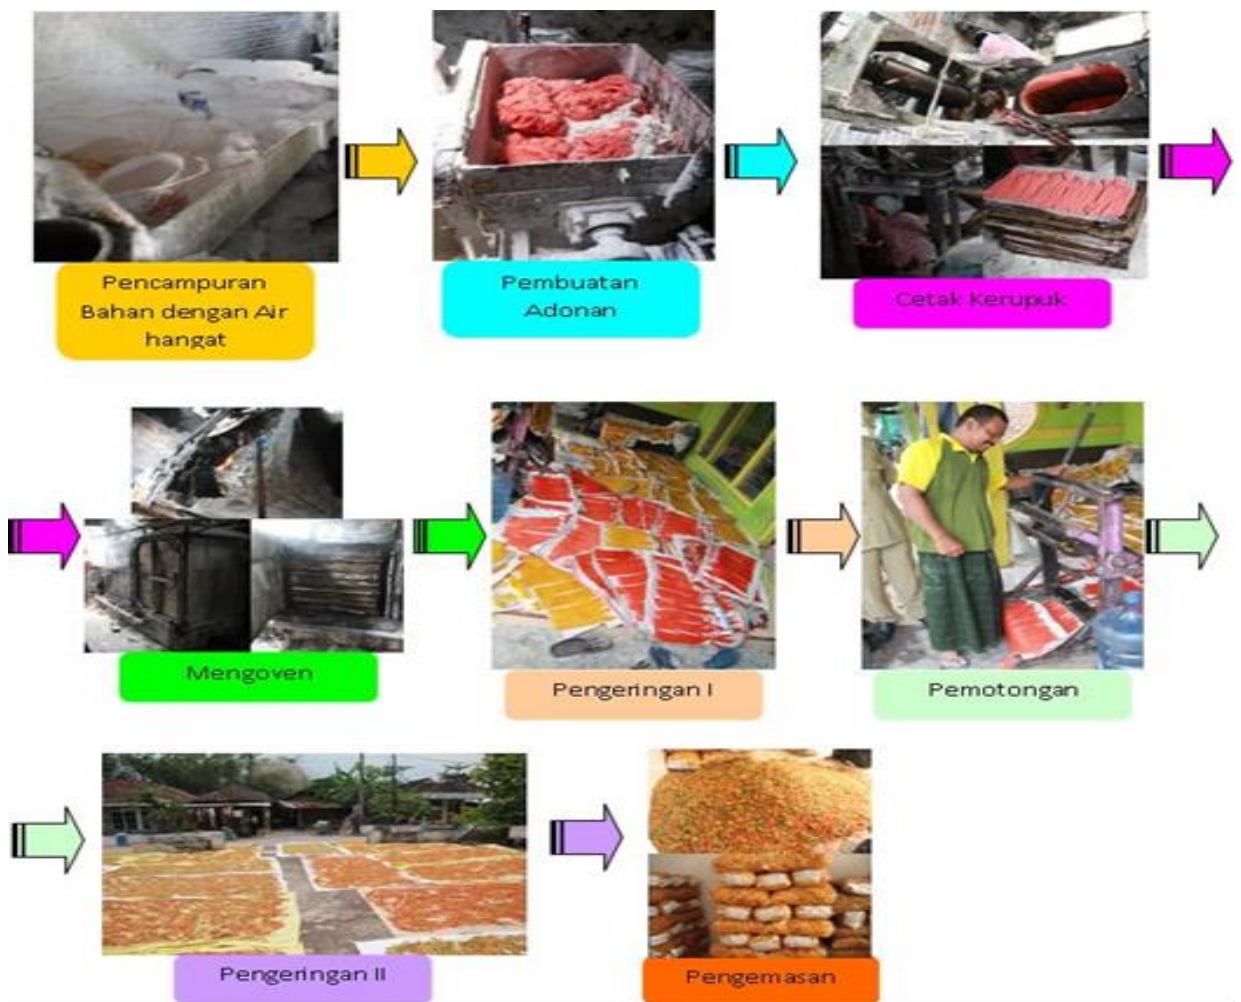 Pencampuran
Bahan dengan Air
hangat
Pembuatan
Adonan
Cetak Kerupuk
Mengoven
Pengeringan I
Pemotongan
Pengeringan II
Pengemasan